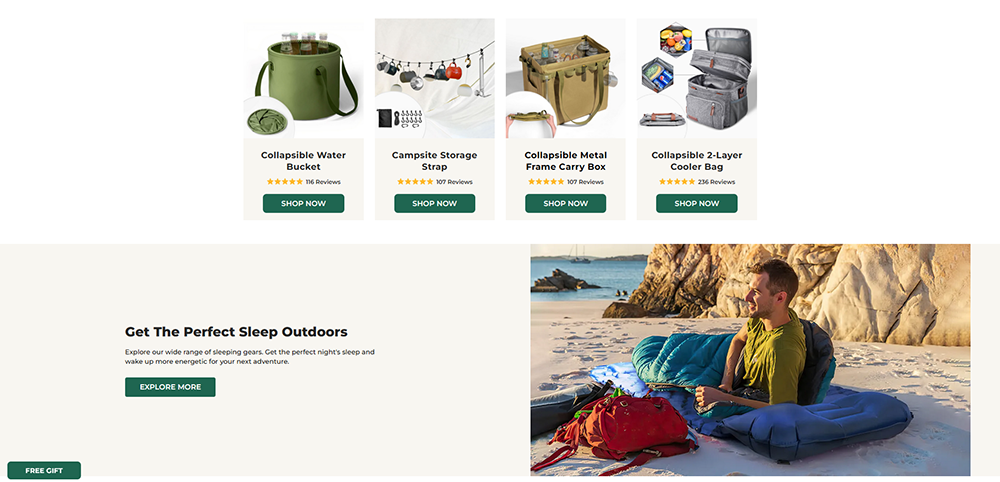 Collapsible Water
Bucket
116 Reviews
SHOP NOW
Campsite Storage
Strap
107 Reviews
SHOP NOW
Collapsible Metal
Frame Carry Box
107 Reviews
SHOP NOW
Collapsible 2-Layer
Cooler Bag
236 Reviews
SHOP NOW
Get The Perfect Sleep Outdoors
Explore our wide range of sleeping gears. Get the perfect night's sleep and
wake up more energetic for your next adventure.
EXPLORE MORE
FREE GIFT